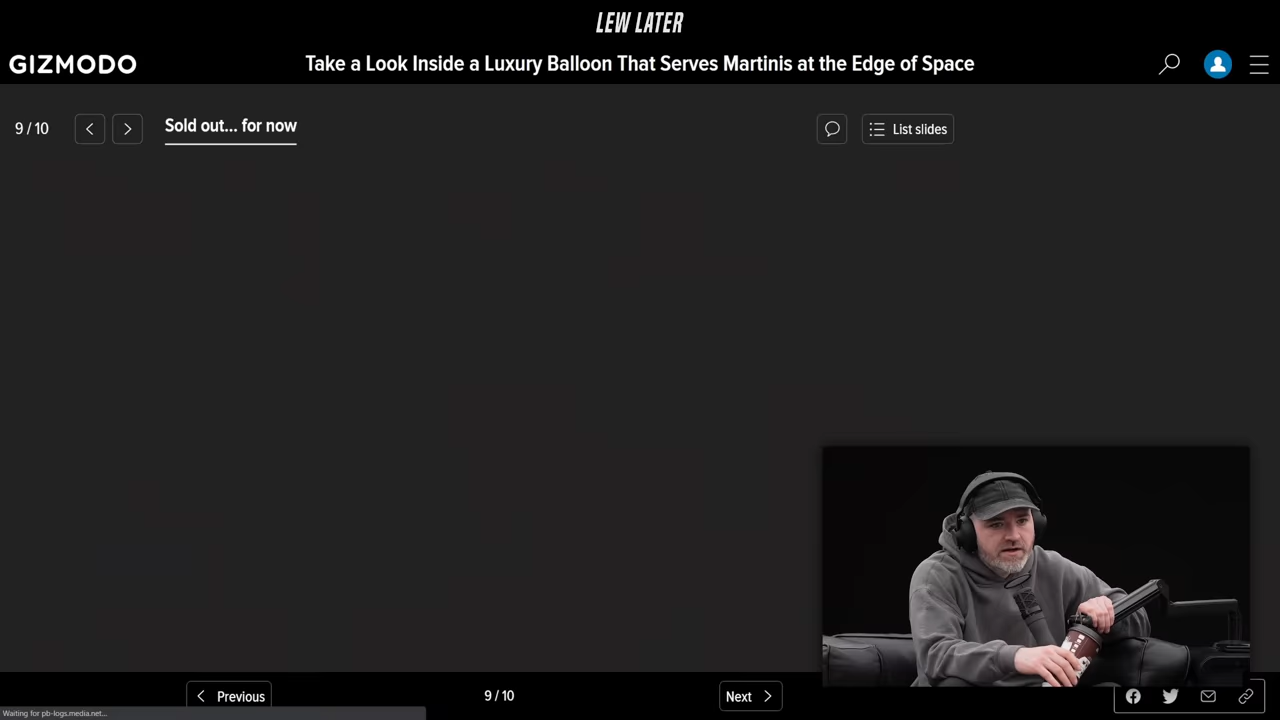 LEW LATER
GIZMODO
Take a Look Inside a Luxury Balloon That Serves Martinis at the Edge of Space
9 / 10
Sold out... for now
List slides
Previous
9 / 10
Next
Waiting for pb-logs.media.net...